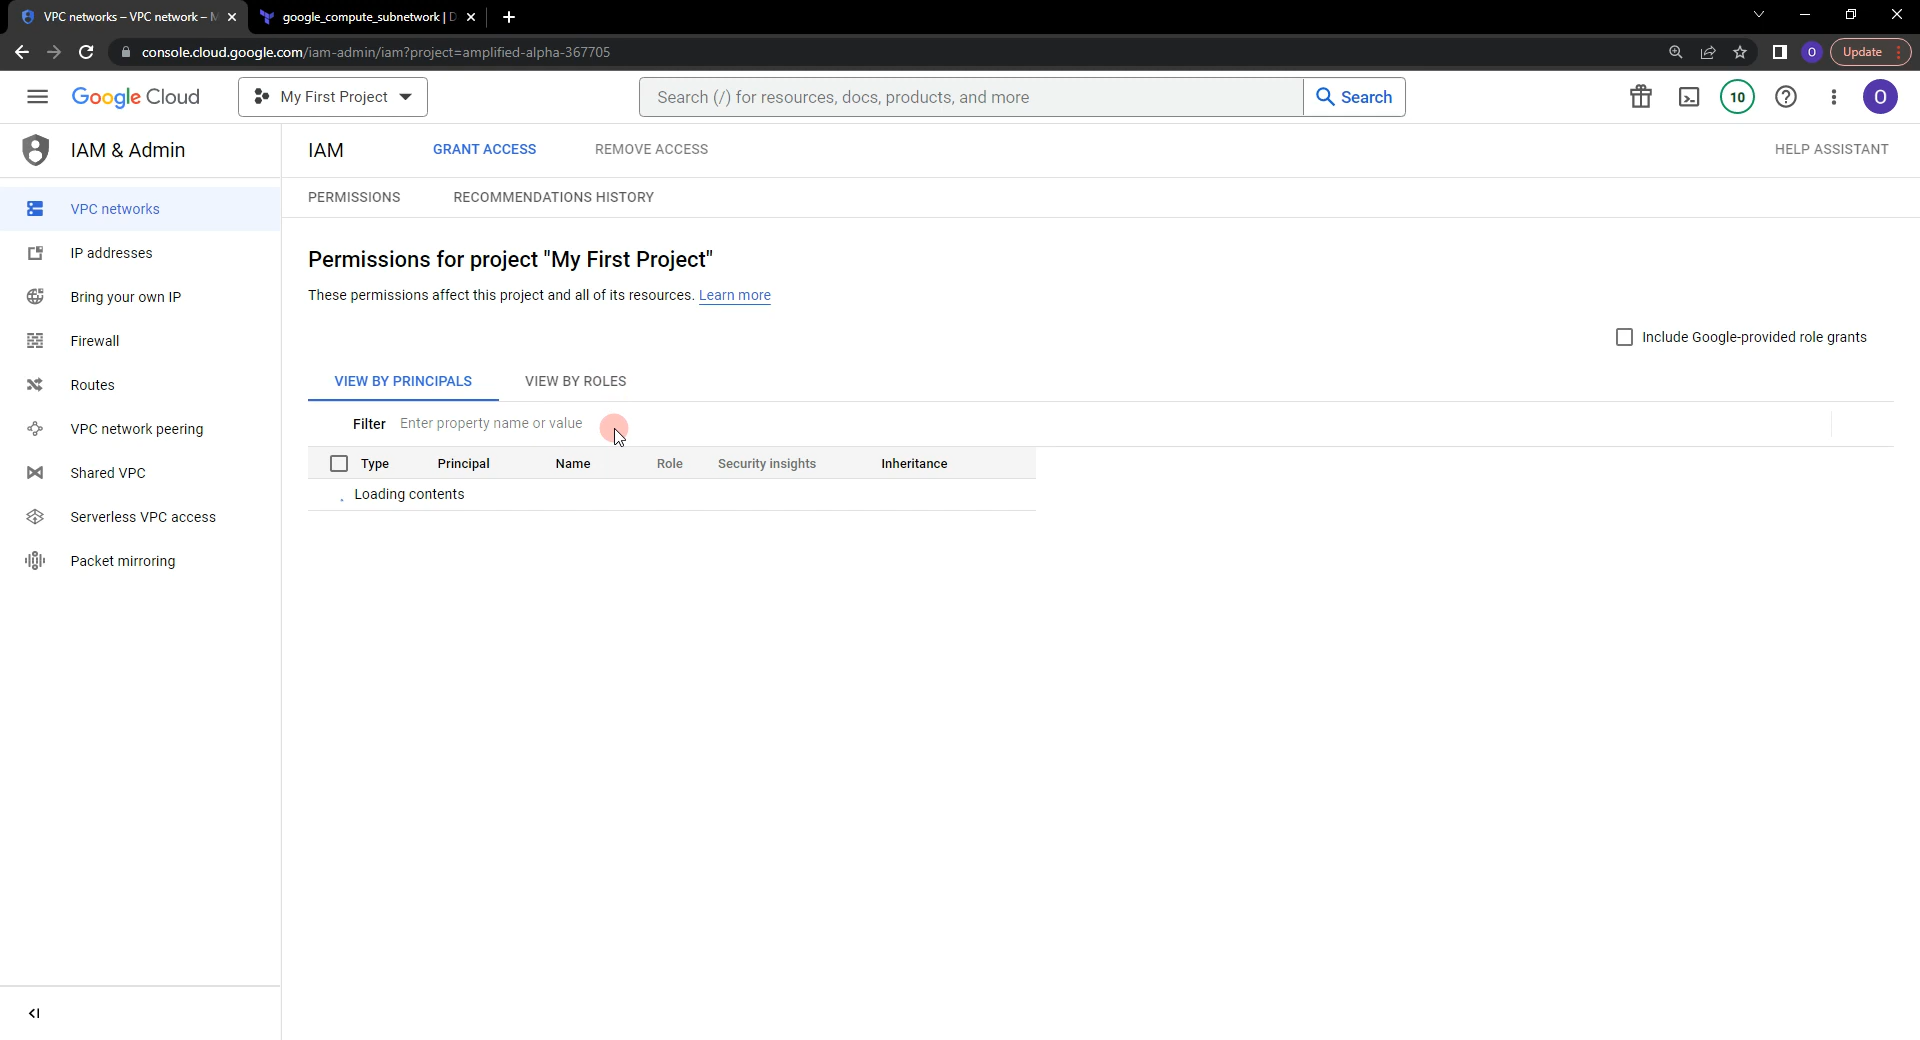 VPC networks – VPC network – M
google_compute_subnetwork | D
console.cloud.google.com/iam-admin/iam?project=amplified-alpha-367705
O
Update
Google Cloud
My First Project
Search (/) for resources, docs, products, and more
Search
10
O
IAM & Admin
IAM
GRANT ACCESS
REMOVE ACCESS
HELP ASSISTANT
VPC networks
IP addresses
Bring your own IP
Firewall
Routes
VPC network peering
Shared VPC
Serverless VPC access
Packet mirroring
PERMISSIONS
RECOMMENDATIONS HISTORY
Permissions for project "My First Project"
These permissions affect this project and all of its resources. Learn more
Include Google-provided role grants
VIEW BY PRINCIPALS
VIEW BY ROLES
Filter Enter property name or value
Type Principal Name Role Security insights Inheritance
Loading contents